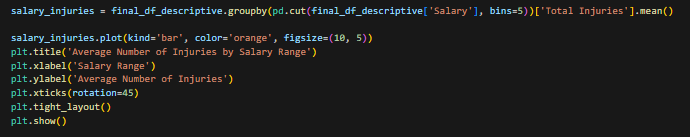 salary_injuries = final_df_descriptive.groupby(pd.cut(final_df_descriptive['Salary'], bins=5))['Total Injuries'].mean()
salary_injuries.plot(kind='bar', color='orange', figsize=(10, 5))
plt.title('Average Number of Injuries by Salary Range')
plt.xlabel('Salary Range')
plt.ylabel('Average Number of Injuries')
plt.xticks(rotation=45)
plt.tight_layout()
plt.show()